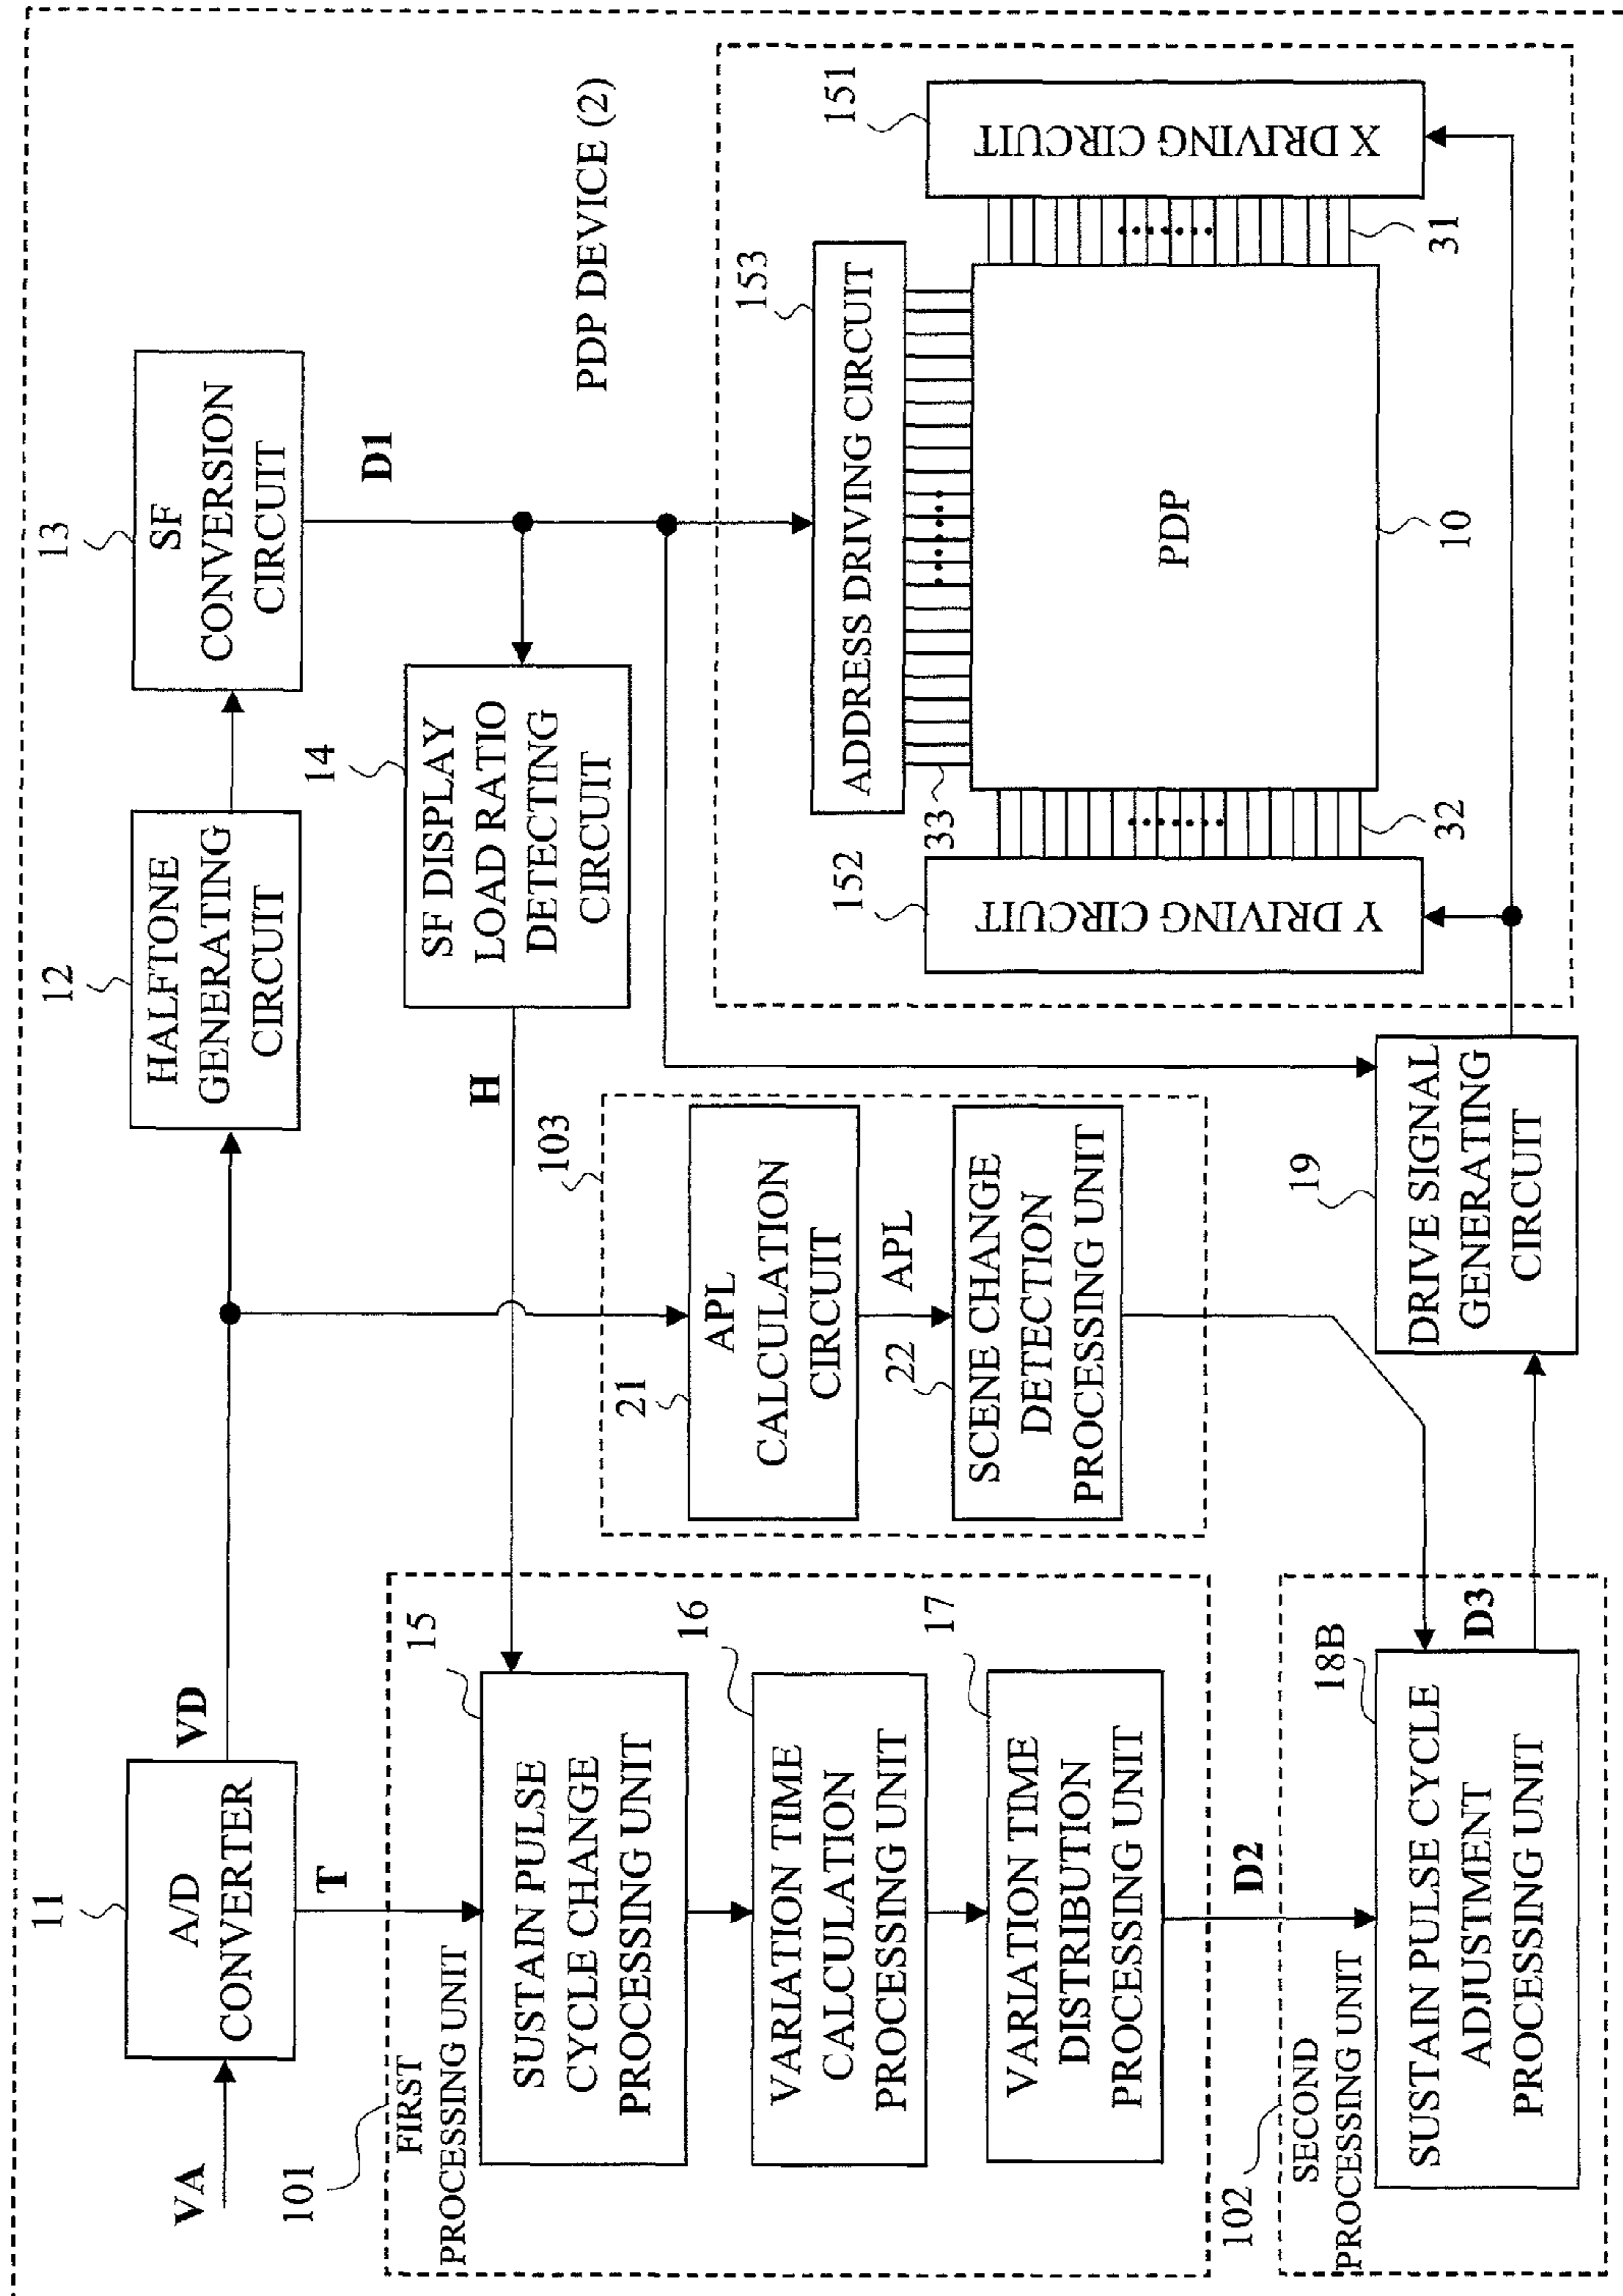 VA
11
A/D
CONVERTER
VD
T
12
HALFTONE
GENERATING
CIRCUIT
13
SF
CONVERSION
CIRCUIT
D1
14
SF DISPLAY
LOAD RATIO
DETECTING
CIRCUIT
H
PDP DEVICE (2)
101
FIRST
PROCESSING UNIT
15
SUSTAIN PULSE
CYCLE CHANGE
PROCESSING UNIT
16
VARIATION TIME
CALCULATION
PROCESSING UNIT
17
VARIATION TIME
DISTRIBUTION
PROCESSING UNIT
D2
103
21
APL
CALCULATION
CIRCUIT
APL
22
SCENE CHANGE
DETECTION
PROCESSING UNIT
102
SECOND
PROCESSING UNIT
18B
SUSTAIN PULSE CYCLE
ADJUSTMENT
PROCESSING UNIT
D3
19
DRIVE SIGNAL
GENERATING
CIRCUIT
153
ADDRESS DRIVING CIRCUIT
33
152
Y DRIVING CIRCUIT
32
PDP
10
151
X DRIVING CIRCUIT
31